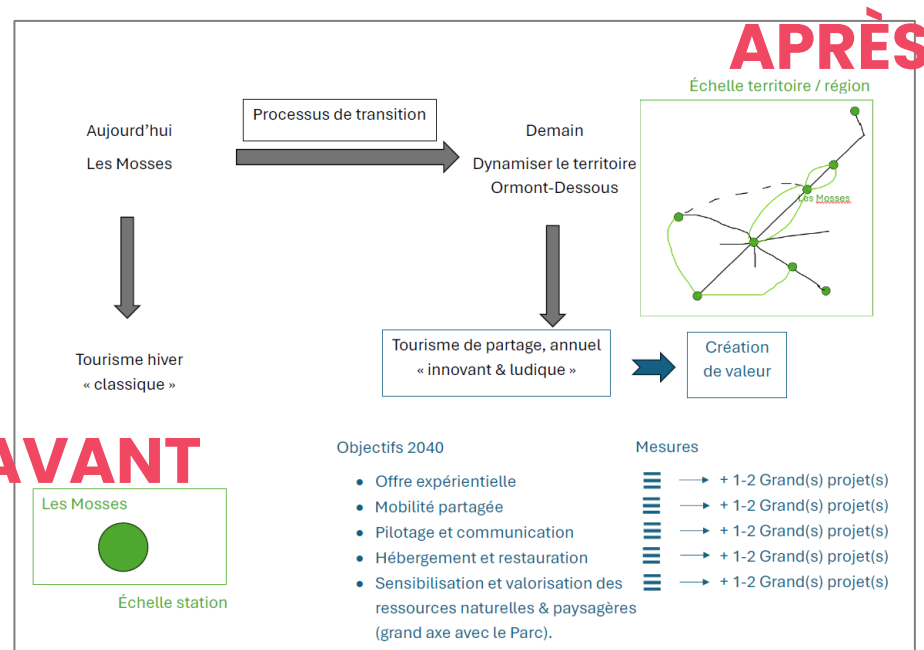 APRÈS
Échelle territoire / région
Processus de transition
Aujourd’hui
Les Mosses
Demain
Dynamiser le territoire
Ormont-Dessous
Les Mosses
Tourisme hiver
« classique »
Tourisme de partage, annuel
« innovant & ludique »
Création
de valeur
AVANT
Les Mosses
Échelle station
Objectifs 2040
• Offre expérientielle
• Mobilité partagée
• Pilotage et communication
• Hébergement et restauration
• Sensibilisation et valorisation des
ressources naturelles & paysagères
(grand axe avec le Parc).
Mesures
+ 1-2 Grand(s) projet(s)
+ 1-2 Grand(s) projet(s)
+ 1-2 Grand(s) projet(s)
+ 1-2 Grand(s) projet(s)
+ 1-2 Grand(s) projet(s)